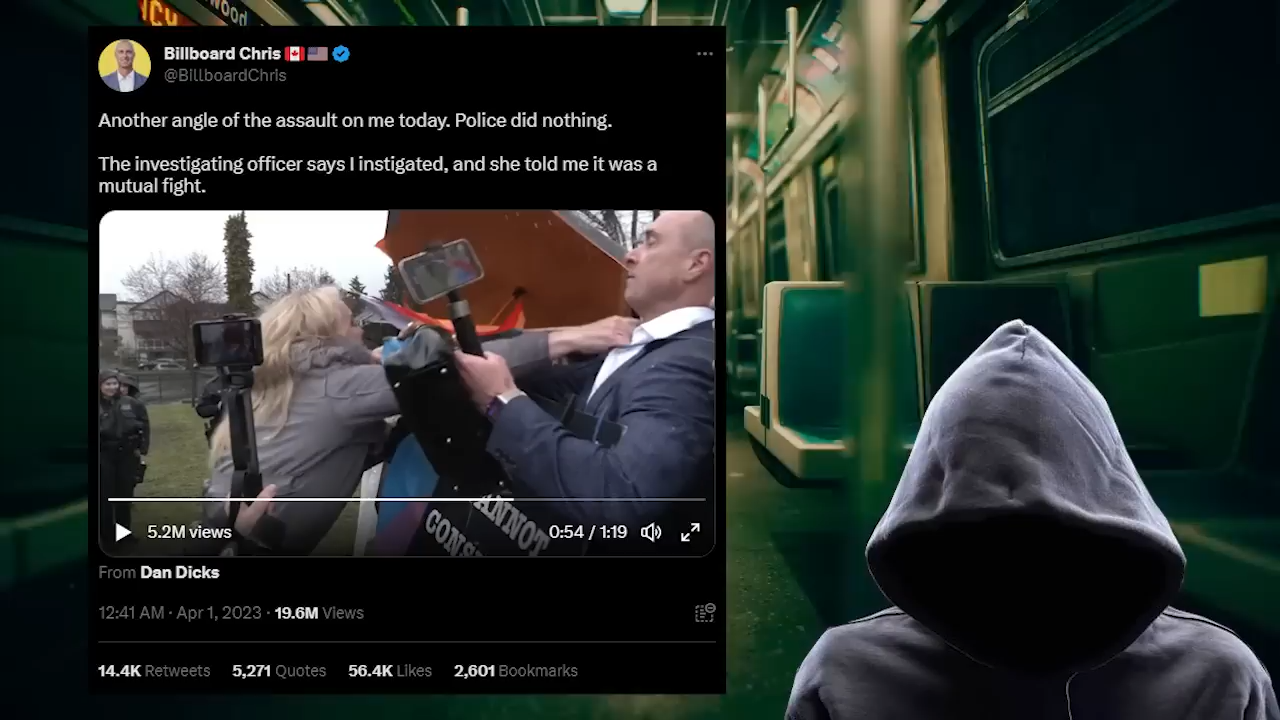 wood
Billboard Chris
@BillboardChris
Another angle of the assault on me today. Police did nothing.
The investigating officer says I instigated, and she told me it was a
mutual fight.
ANNOT
5.2M views
0:54 / 1:19
From Dan Dicks
12:41 AM · Apr 1, 2023 · 19.6M Views
14.4K Retweets 5,271 Quotes 56.4K Likes 2,601 Bookmarks